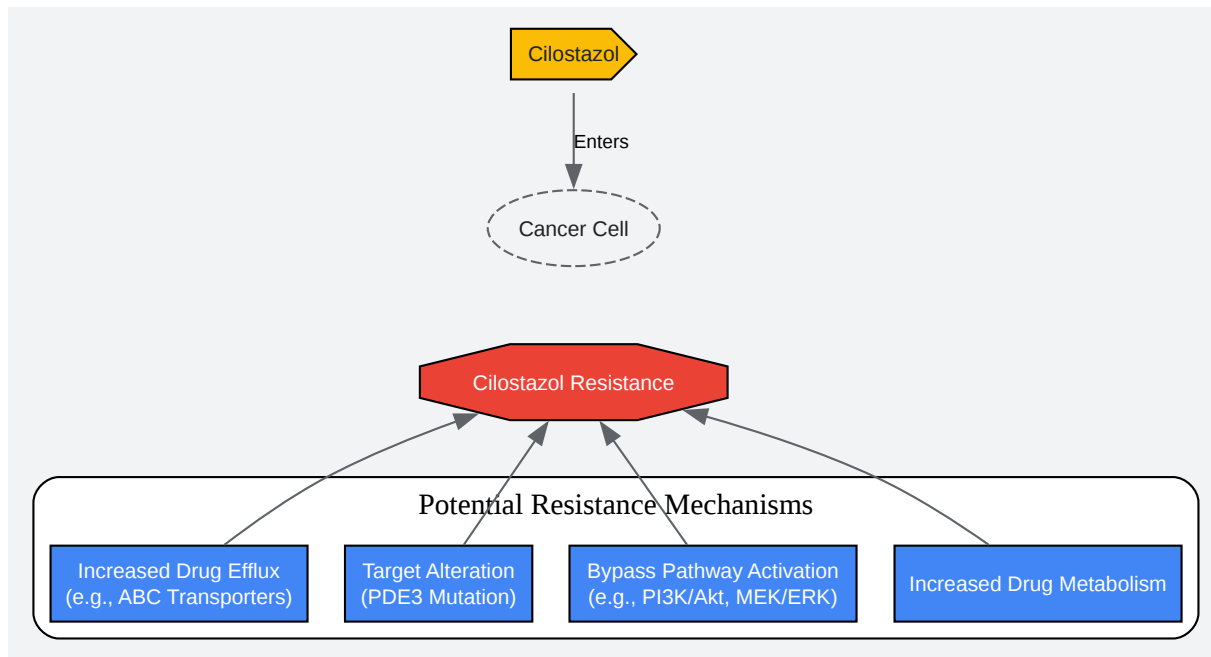 Cilostazol
Enters
Cancer Cell
Cilostazol Resistance
Potential Resistance Mechanisms
Increased Drug Efflux
(e.g., ABC Transporters)
Target Alteration
(PDE3 Mutation)
Bypass Pathway Activation
(e.g., PI3K/Akt, MEK/ERK)
Increased Drug Metabolism